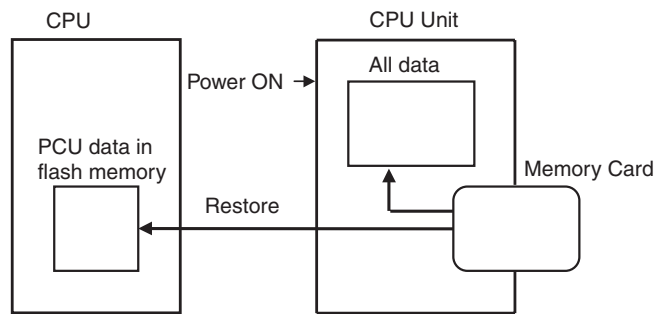 CPU
CPU Unit
Power ON
All data
PCU data in
flash memory
Memory Card
Restore